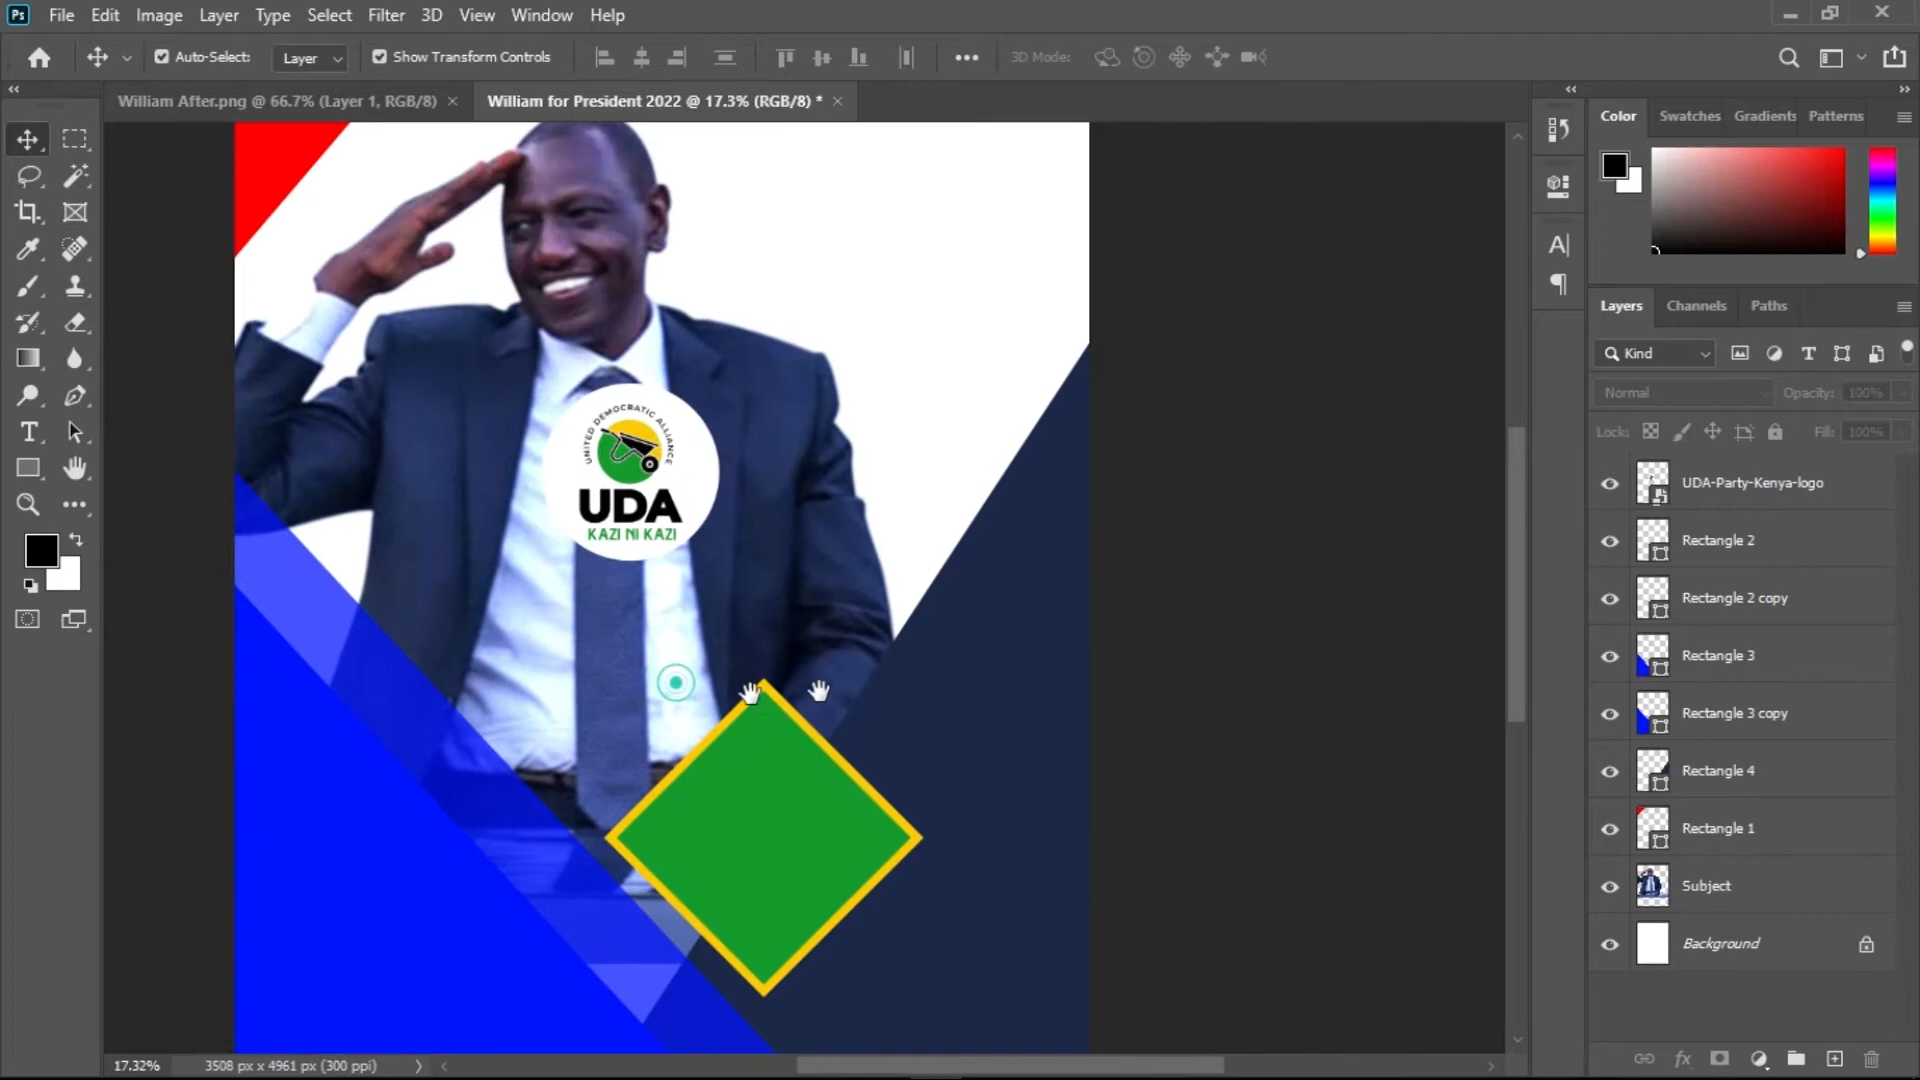 Ps File Edit Image Layer Type Select Filter 3D View Window Help
Auto-Select: Layer Show Transform Controls 3D Mode:
William After.png @ 66.7% (Layer 1, RGB/8) × William for President 2022 @ 17.3% (RGB/8) * ×
Color Swatches Gradients Patterns
Layers Channels Paths
Kind
Normal Opacity: 100%
Lock: Fill: 100%
UDA-Party-Kenya-logo
Rectangle 2
Rectangle 2 copy
Rectangle 3
Rectangle 3 copy
Rectangle 4
Rectangle 1
Subject
Background
UNITED DEMOCRATIC ALLIANCE
UDA
KAZI NI KAZI
17.32% 3508 px x 4961 px (300 ppi)